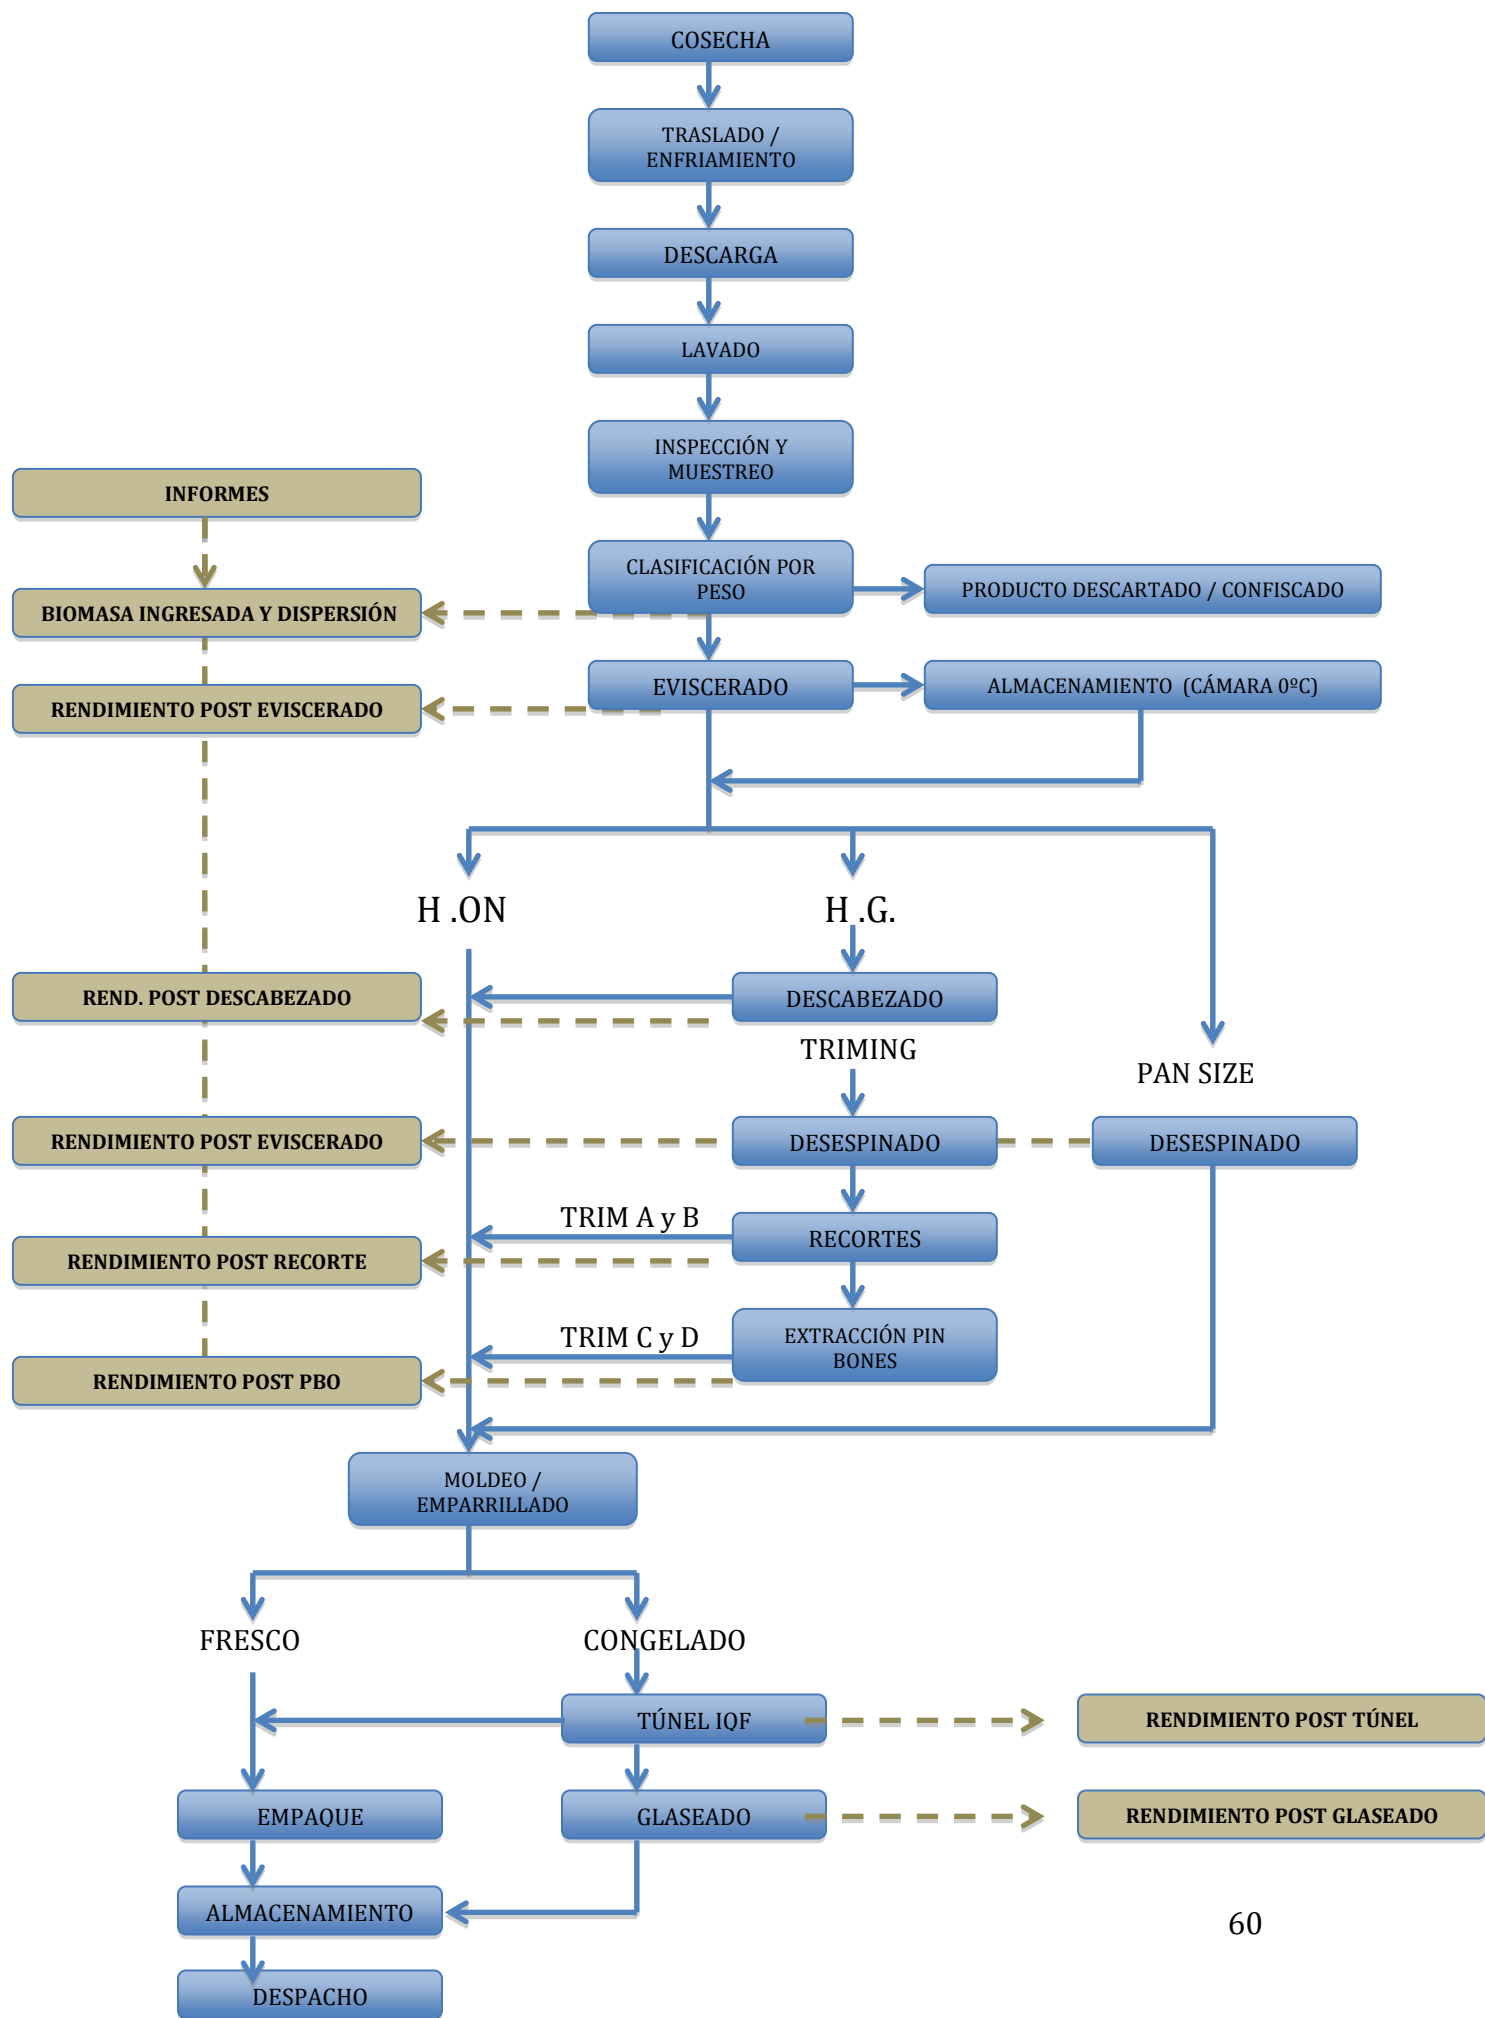 COSECHA
TRASLADO /
ENFRIAMIENTO
DESCARGA
LAVADO
INSPECCIÓN Y
MUESTREO
INFORMES
CLASIFICACIÓN POR
PESO
PRODUCTO DESCARTADO / CONFISCADO
BIOMASA INGRESADA Y DISPERSIÓN
EVISCERADO
ALMACENAMIENTO (CÁMARA 0ºC)
RENDIMIENTO POST EVISCERADO
H .ON
H .G.
REND. POST DESCABEZADO
DESCABEZADO
TRIMING
PAN SIZE
RENDIMIENTO POST EVISCERADO
DESESPINADO
DESESPINADO
TRIM A y B
RECORTES
RENDIMIENTO POST RECORTE
TRIM C y D
EXTRACCIÓN PIN
BONES
RENDIMIENTO POST PBO
MOLDEO /
EMPARRILLADO
FRESCO
CONGELADO
TÚNEL IQF
RENDIMIENTO POST TÚNEL
EMPAQUE
GLASEADO
RENDIMIENTO POST GLASEADO
ALMACENAMIENTO
60
DESPACHO